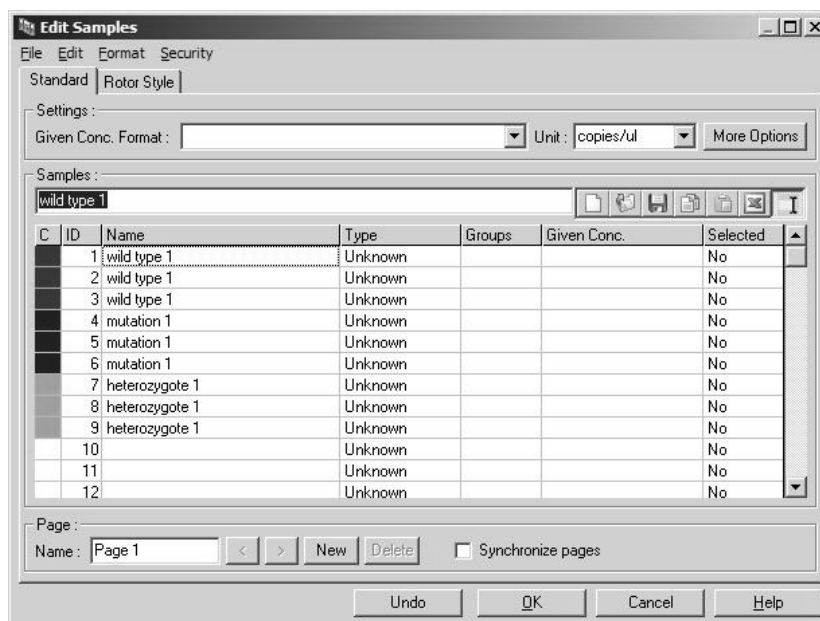 Edit Samples
File Edit Format Security
Standard Rotor Style
Settings :
Given Conc. Format : Unit : copies/ul More Options
Samples :
wild type 1
C ID Name Type Groups Given Conc. Selected
1 wild type 1 Unknown No
2 wild type 1 Unknown No
3 wild type 1 Unknown No
4 mutation 1 Unknown No
5 mutation 1 Unknown No
6 mutation 1 Unknown No
7 heterozygote 1 Unknown No
8 heterozygote 1 Unknown No
9 heterozygote 1 Unknown No
10 Unknown No
11 Unknown No
12 Unknown No
Page :
Name : Page 1 < > New Delete Synchronize pages
Undo OK Cancel Help